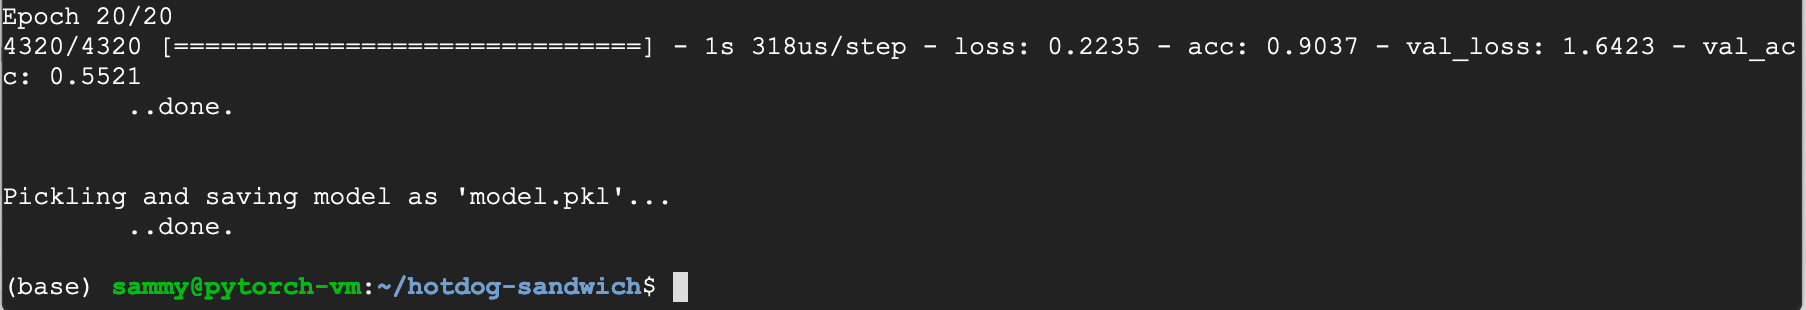 Epoch 20/20
4320/4320 [==============================] - 1s 318us/step - loss: 0.2235 - acc: 0.9037 - val_loss: 1.6423 - val_ac
c: 0.5521
        ..done.
Pickling and saving model as 'model.pkl'...
        ..done.
(base) sammy@pytorch-vm:~/hotdog-sandwich$